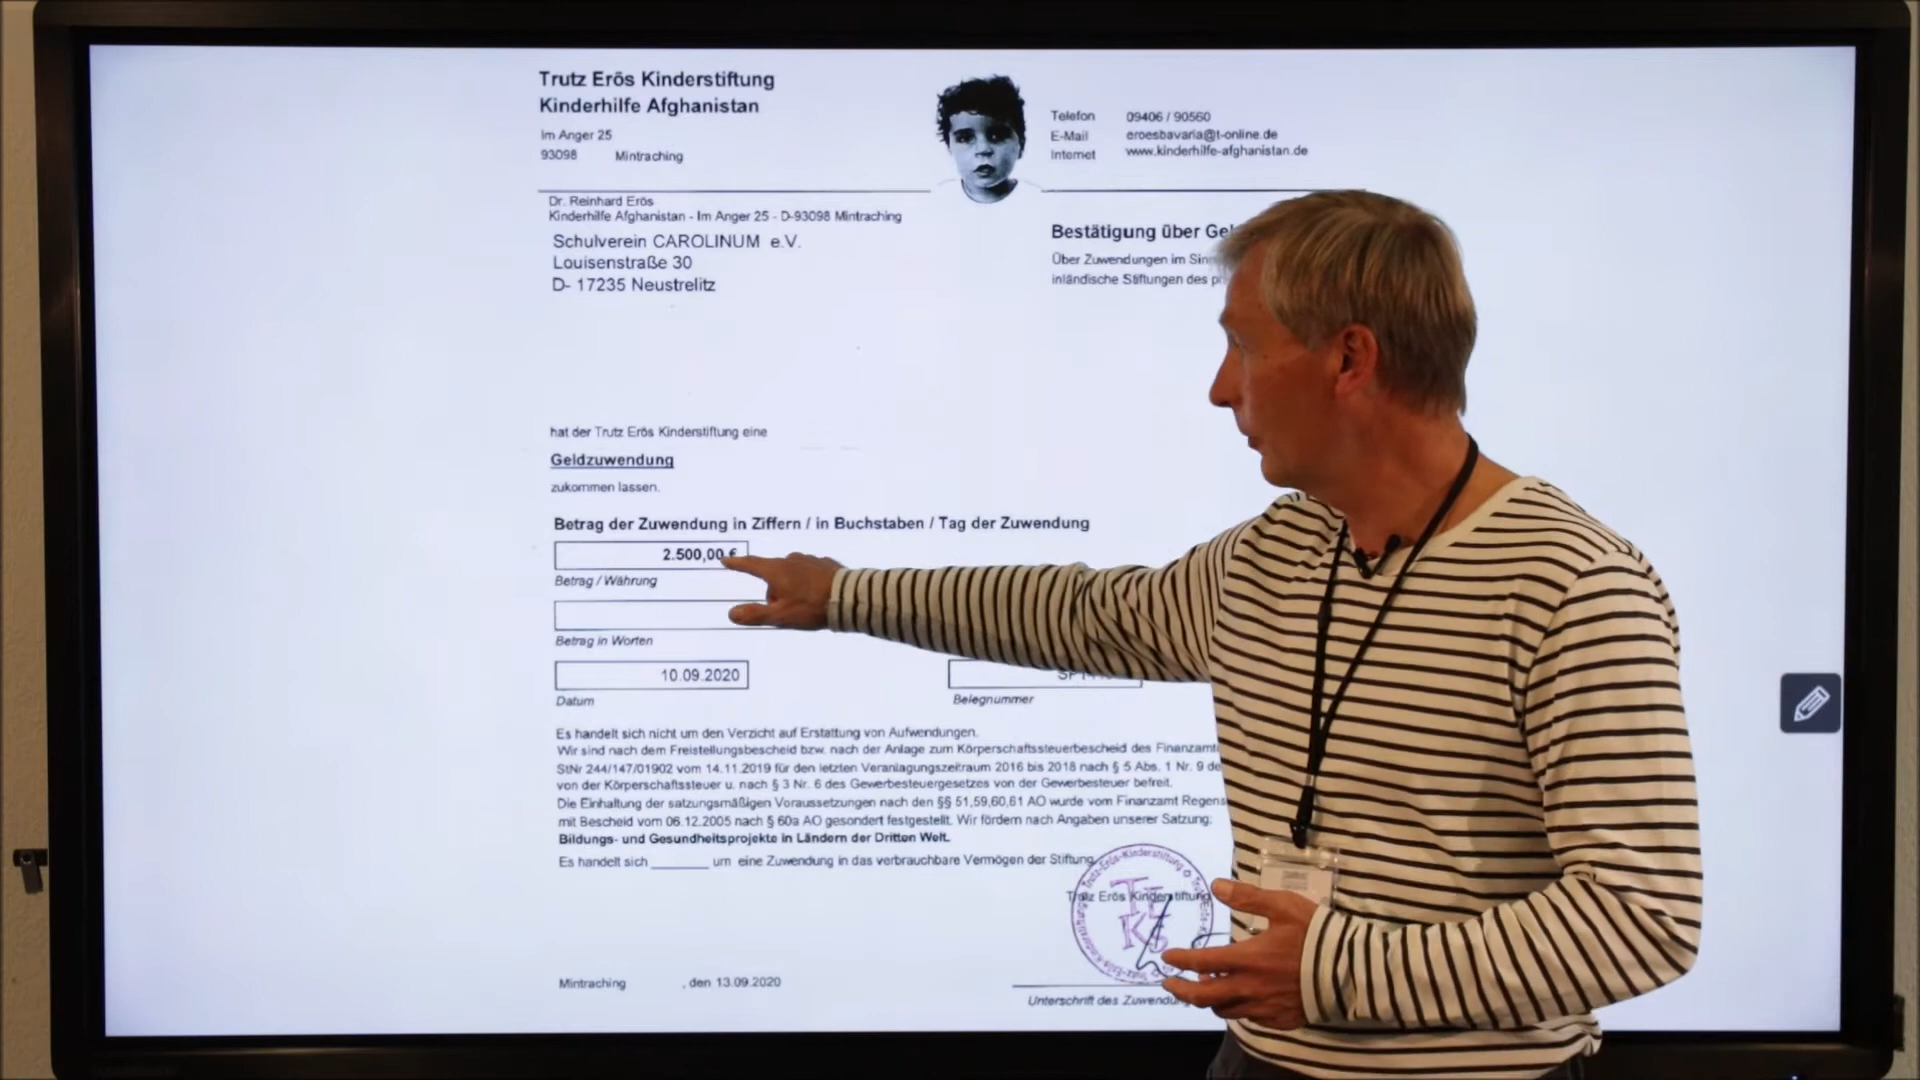 Trutz Erös Kinderstiftung
Kinderhilfe Afghanistan
Im Anger 25
93098 Mintraching
Telefon 09406 / 90560
E-Mail eroesbavaria@t-online.de
Internet www.kinderhilfe-afghanistan.de
Dr. Reinhard Erös
Kinderhilfe Afghanistan - Im Anger 25 - D-93098 Mintraching
Schulverein CAROLINUM e.V.
Louisenstraße 30
D- 17235 Neustrelitz
Bestätigung über
Über Zuwendungen im
inländische Stiftungen des
hat der Trutz Erös Kinderstiftung eine
Geldzuwendung
zukommen lassen.
Betrag der Zuwendung in Ziffern / in Buchstaben / Tag der Zuwendung
2.500,00 €
Betrag / Währung
Betrag in Worten
10.09.2020
Datum
Belegnummer
Es handelt sich nicht um den Verzicht auf Erstattung von Aufwendungen.
Wir sind nach dem Freistellungsbescheid bzw. nach der Anlage zum Körperschaftssteuerbescheid des
StNr 244/147/01902 vom 14.11.2019 für den letzten Veranlagungszeitraum 2016 bis 2018 nach § 5 Abs. 1 Nr. 9
von der Körperschaftssteuer u. nach § 3 Nr. 6 des Gewerbesteuergesetzes von der Gewerbesteuer befreit.
Die Einhaltung der satzungsmäßigen Voraussetzungen nach den §§ 51,59,60,61 AO wurde vom Finanzamt
mit Bescheid vom 06.12.2005 nach § 60a AO gesondert festgestellt. Wir fördern nach Angaben unserer Satzung:
Bildungs- und Gesundheitsprojekte in Ländern der Dritten Welt.
Es handelt sich ________ um eine Zuwendung in das verbrauchbare Vermögen der Stiftung
Trutz Erös Kinderstiftung
Mintraching , den 13.09.2020
Unterschrift des